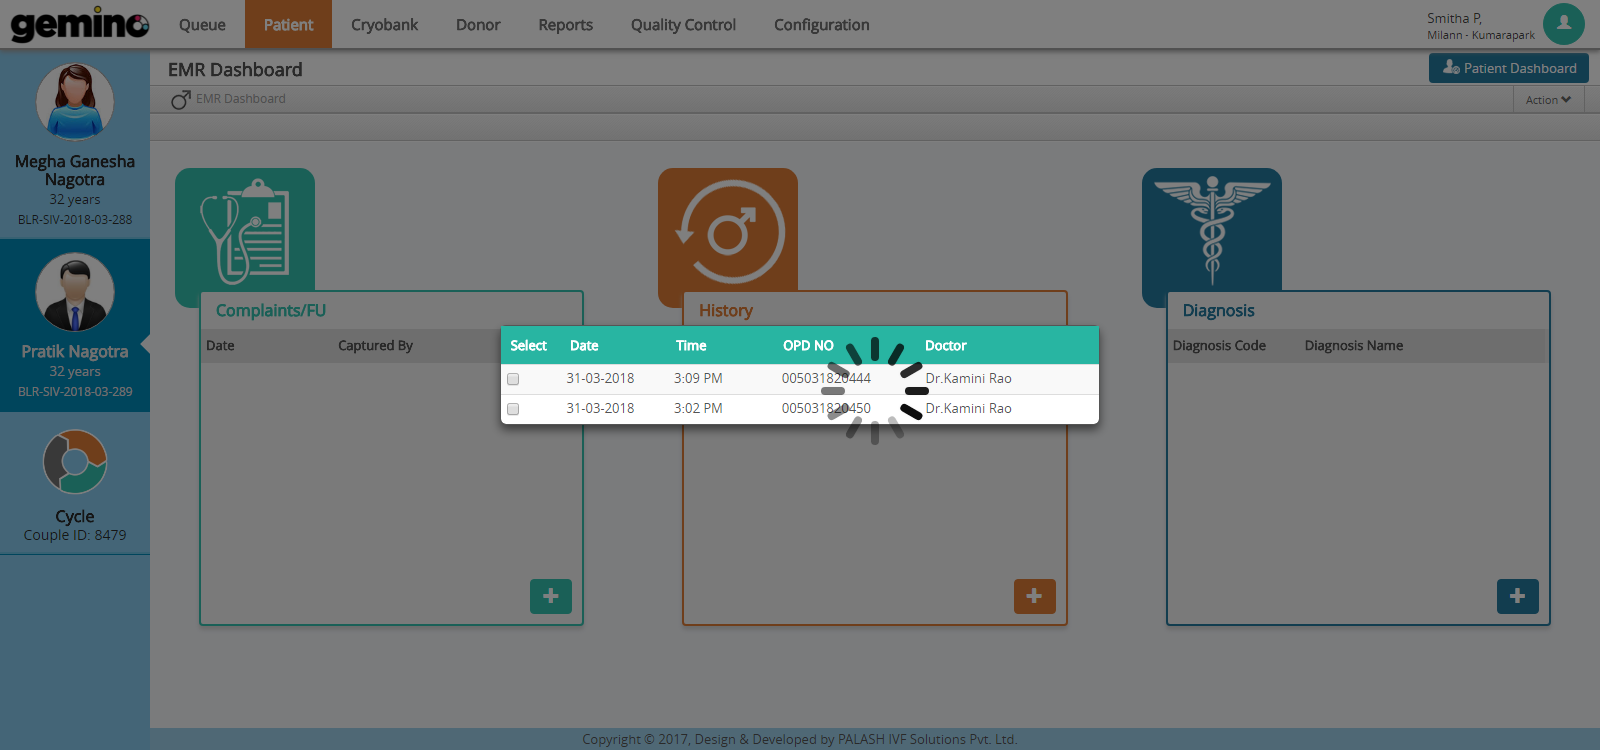 gemino
Queue Patient Cryobank Donor Reports Quality Control Configuration
Smitha P,
Milann - Kumarapark
EMR Dashboard
Patient Dashboard
EMR Dashboard
Action
Megha Ganesha
Nagotra
32 years
BLR-SIV-2018-03-288
Pratik Nagotra
32 years
BLR-SIV-2018-03-289
Cycle
Couple ID: 8479
Complaints/FU
Date Captured By
History
Diagnosis
Diagnosis Code Diagnosis Name
Select Date Time OPD NO Doctor
31-03-2018 3:09 PM 005031820444 Dr.Kamini Rao
31-03-2018 3:02 PM 005031820450 Dr.Kamini Rao
Copyright © 2017, Design & Developed by PALASH IVF Solutions Pvt. Ltd.